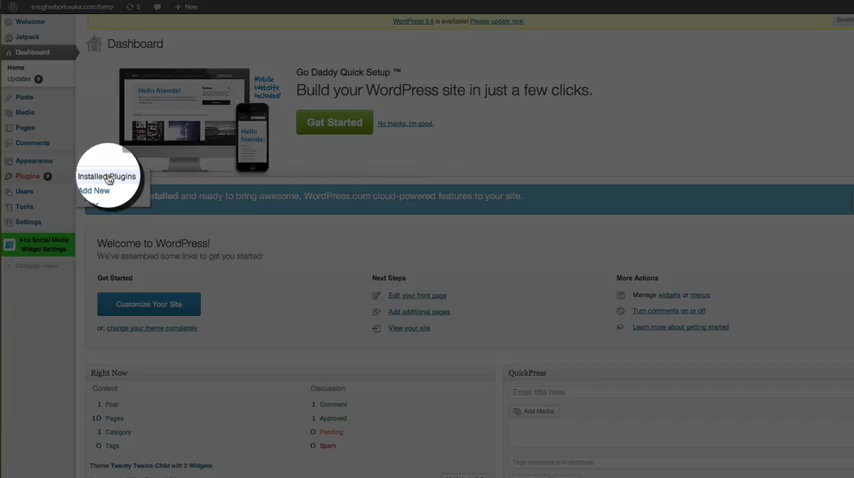 snugharborkouka.com/temp 5 New
WordPress 3.6 is available! Please update now.
Welcome
Jetpack
Dashboard
Home
Updates
Posts
Media
Pages
Comments
Appearance
Plugins
Users
Tools
Settings
Acx Social Media
Widget Settings
Collapse menu
Installed Plugins
Add New
Dashboard
Hello friends!
Mobile
Website
Included!
Hello
friends!
Go Daddy Quick Setup ™
Build your WordPress site in just a few clicks.
Get Started No thanks, I'm good.
and ready to bring awesome, WordPress.com cloud-powered features to your site.
Welcome to WordPress!
We've assembled some links to get you started:
Get Started
Customize Your Site
or, change your theme completely
Next Steps
Edit your front page
Add additional pages
View your site
More Actions
Manage widgets or menus
Turn comments on or off
Learn more about getting started
Right Now
Content Discussion
1 Post 1 Comment
10 Pages 1 Approved
1 Category 0 Pending
0 Tags 0 Spam
Theme Twenty Twelve Child with 2 Widgets
QuickPress
Enter title here
Add Media